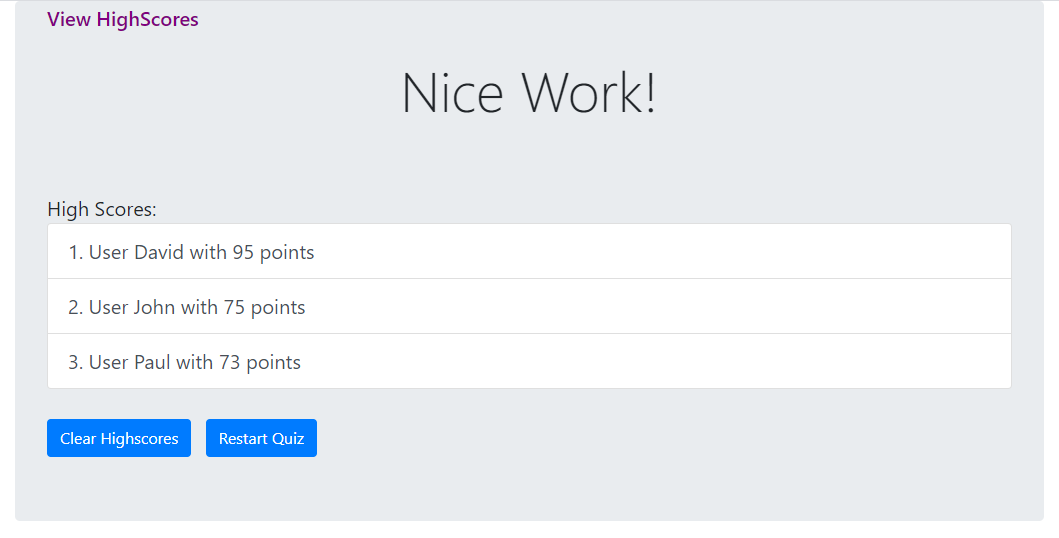 View HighScores
Nice Work!
High Scores:
1. User David with 95 points
2. User John with 75 points
3. User Paul with 73 points
Clear Highscores
Restart Quiz